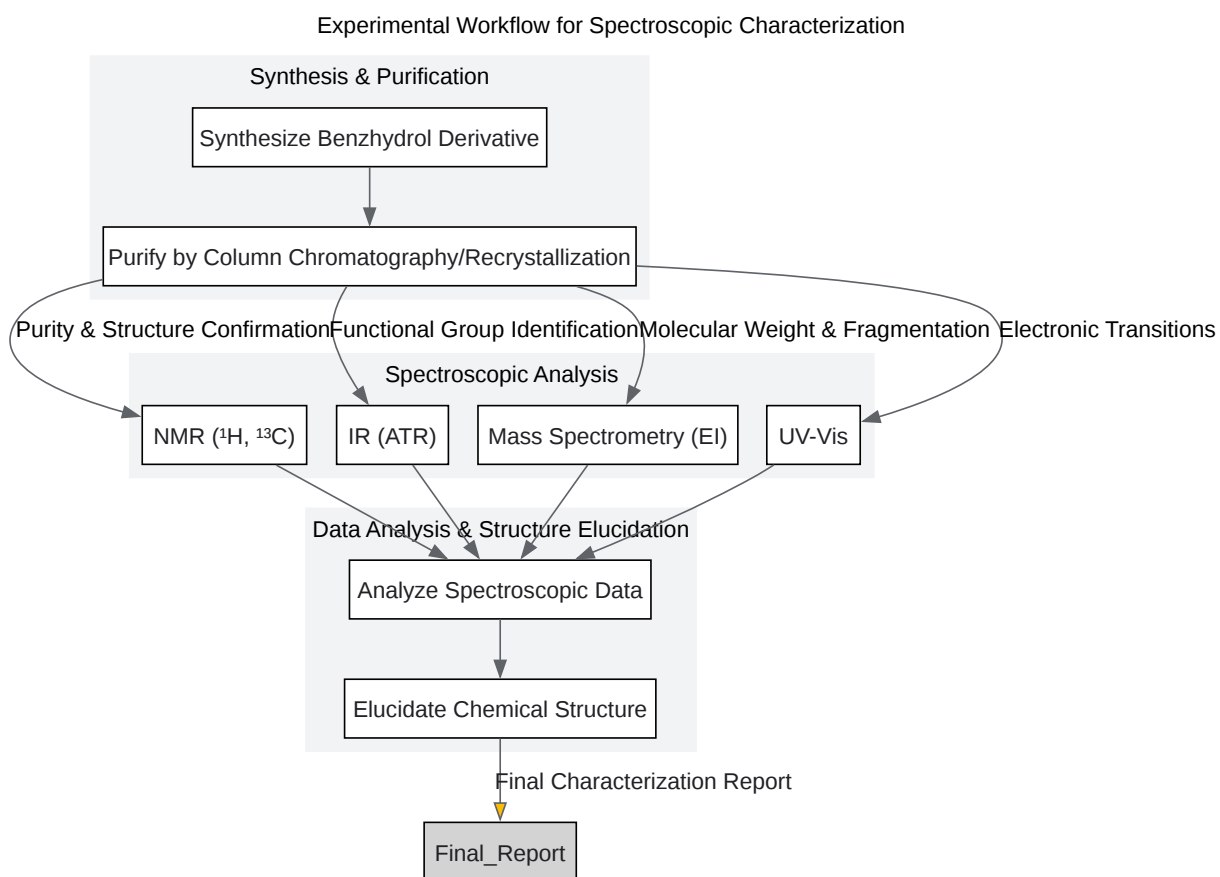 Experimental Workflow for Spectroscopic Characterization
Synthesis & Purification
Synthesize Benzhydrol Derivative
Purify by Column Chromatography/Recrystallization
Purity & Structure Confirmation
Functional Group Identification
Molecular Weight & Fragmentation
Electronic Transitions
Spectroscopic Analysis
NMR (¹H, ¹³C)
IR (ATR)
Mass Spectrometry (EI)
UV-Vis
Data Analysis & Structure Elucidation
Analyze Spectroscopic Data
Elucidate Chemical Structure
Final Characterization Report
Final_Report